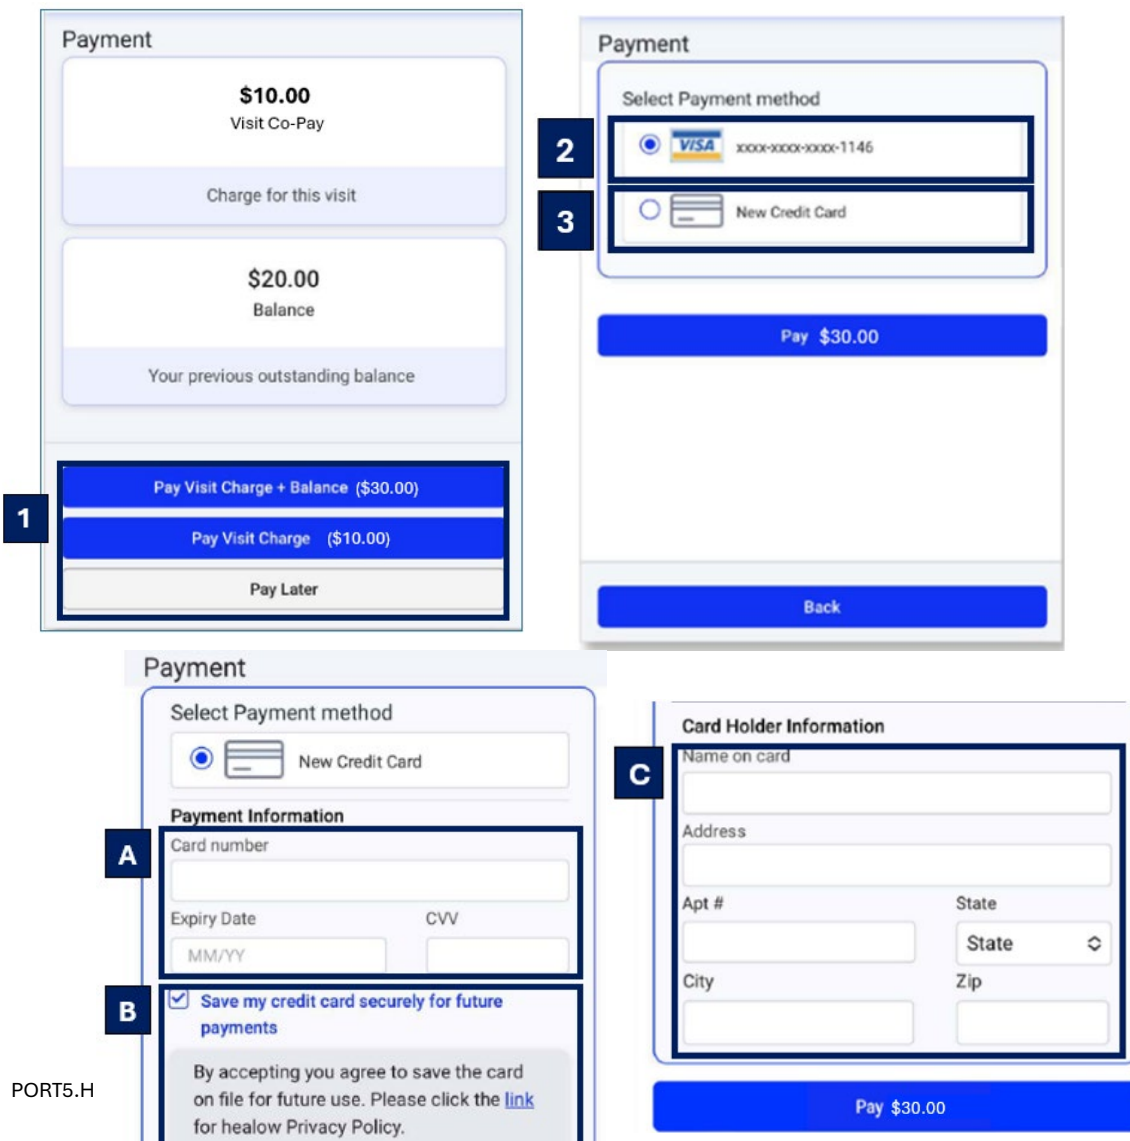 Payment
$10.00
Visit Co-Pay
Charge for this visit
$20.00
Balance
Your previous outstanding balance
1
Pay Visit Charge + Balance ($30.00)
Pay Visit Charge ($10.00)
Pay Later
Payment
Select Payment method
2
VISA xxxx-xxxx-xxxx-1146
3
New Credit Card
Pay $30.00
Back
Payment
Select Payment method
New Credit Card
Payment Information
A
Card number
Expiry Date CVV
MM/YY
B
Save my credit card securely for future
payments
By accepting you agree to save the card
on file for future use. Please click the link
for healow Privacy Policy.
Card Holder Information
C
Name on card
Address
Apt # State
State
City Zip
Pay $30.00
PORT5.H